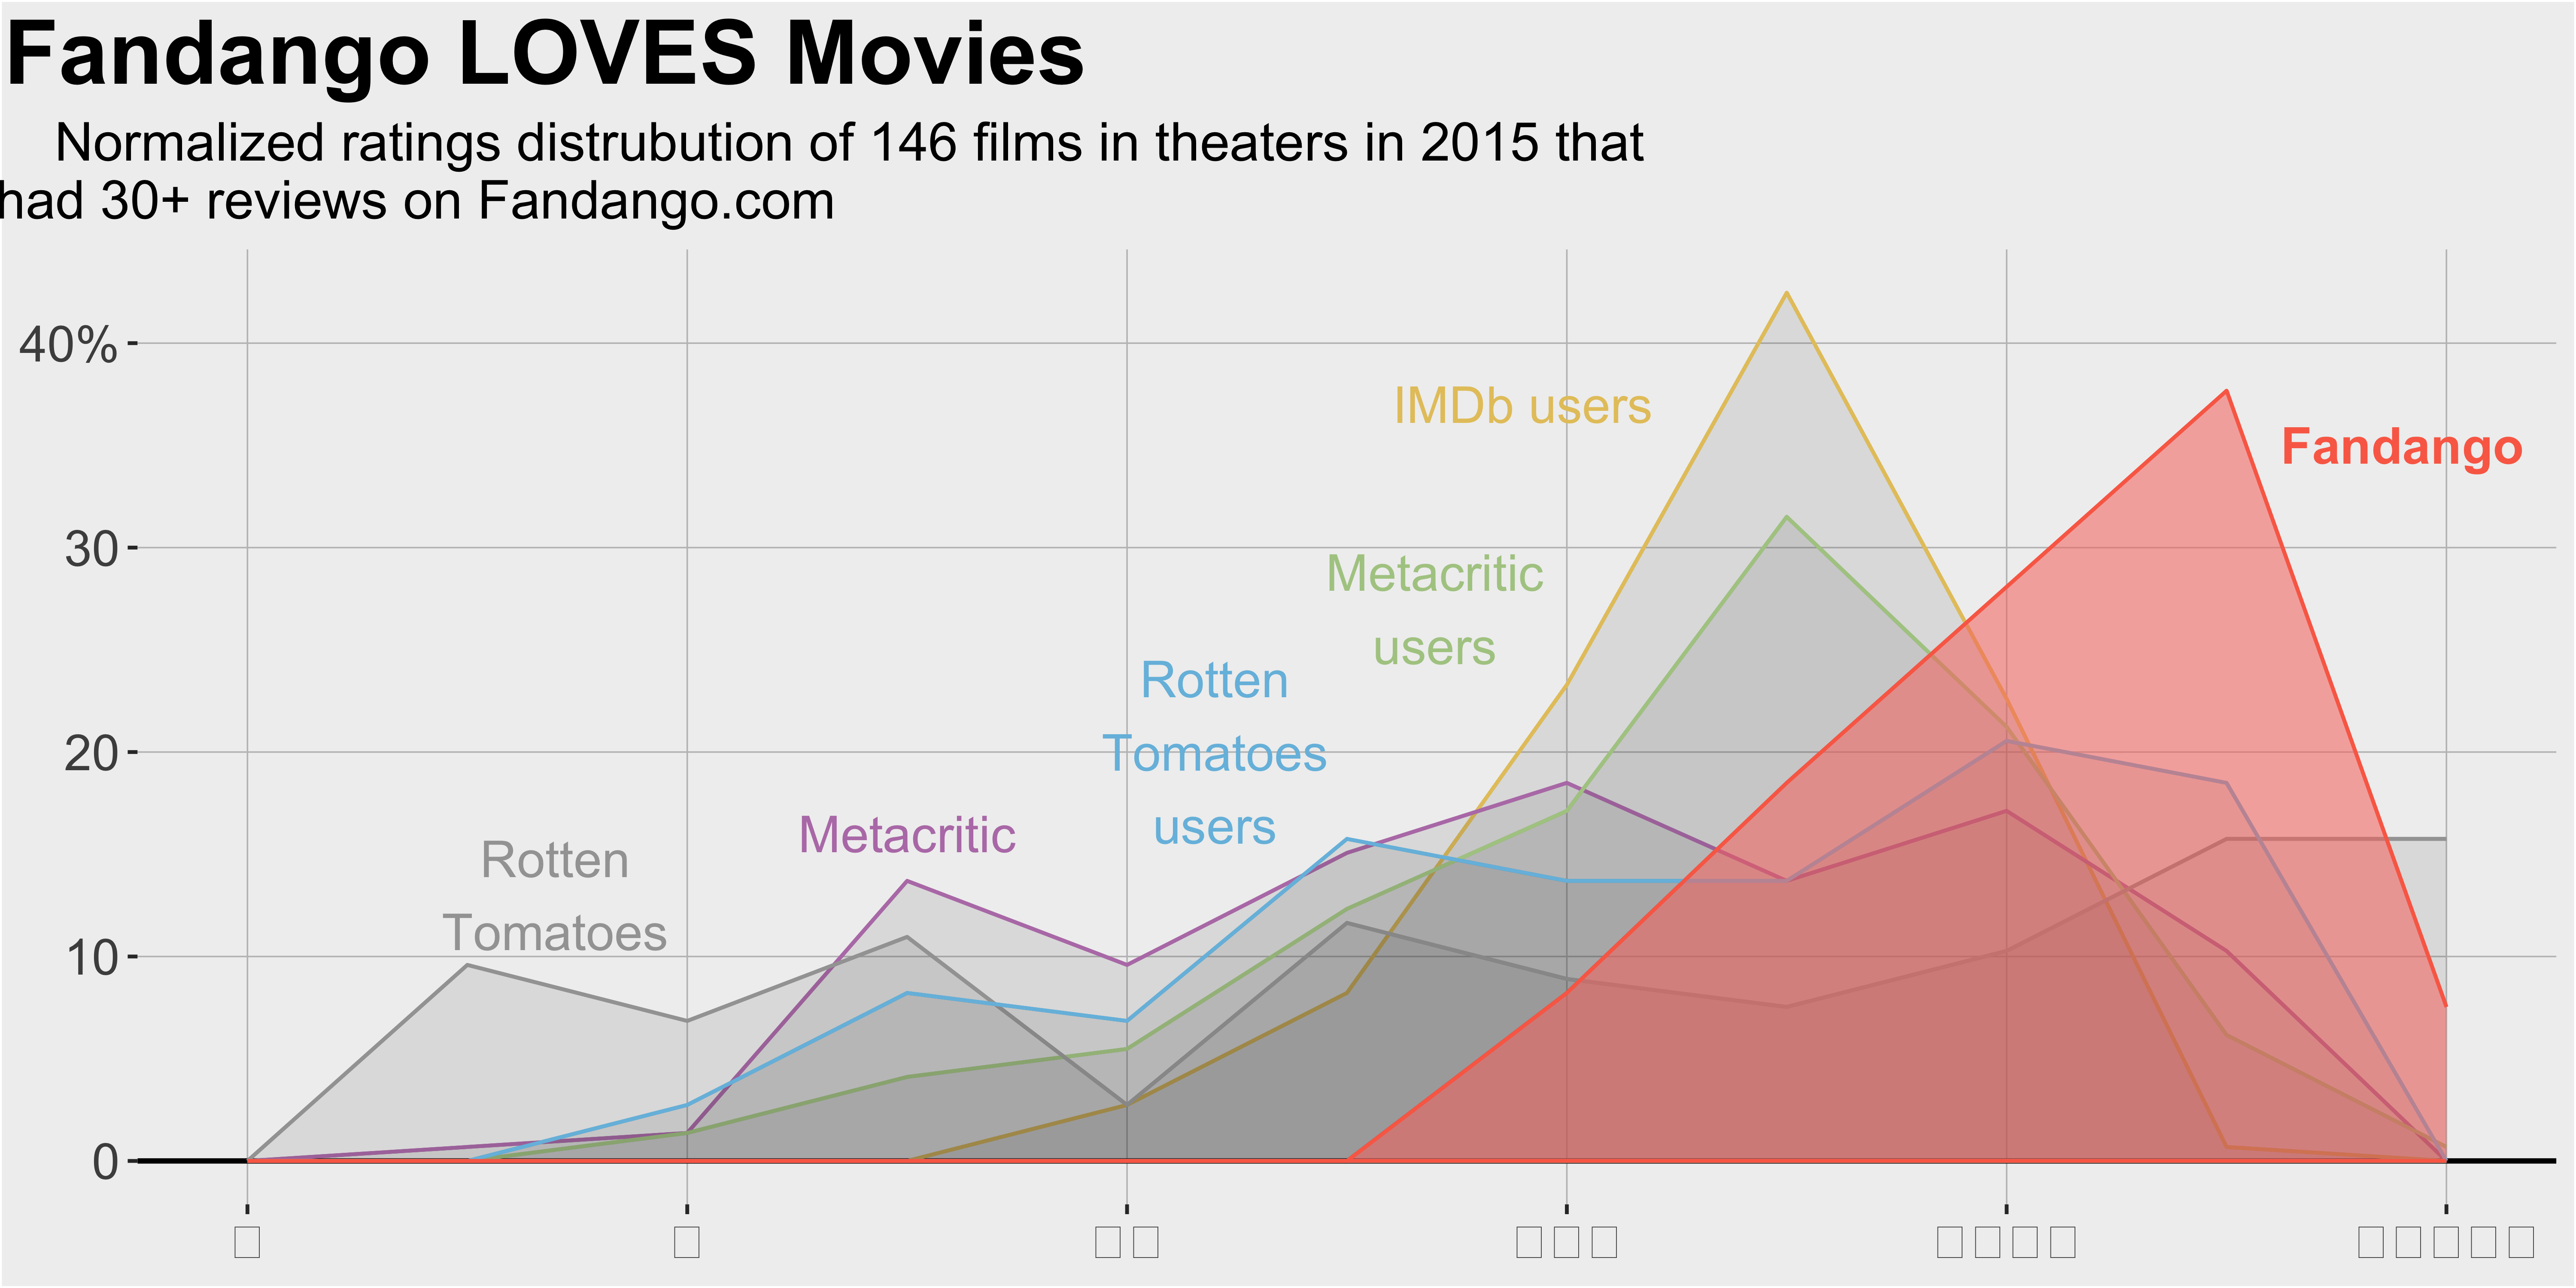 Fandango LOVES Movies
Normalized ratings distrubution of 146 films in theaters in 2015 that
had 30+ reviews on Fandango.com
40%
30
20
10
0
IMDb users
Fandango
Metacritic
users
Rotten
Tomatoes
users
Metacritic
Rotten
Tomatoes